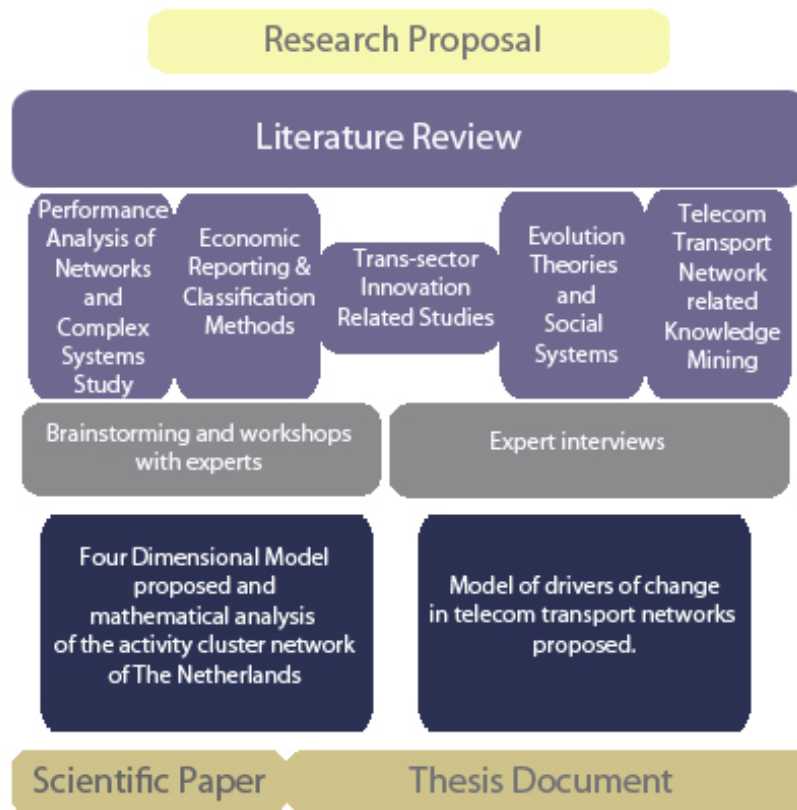 Research Proposal
Literature Review
Performance
Analysis of
Networks
and
Complex
Systems
Study
Economic
Reporting &
Classification
Methods
Trans-sector
Innovation
Related Studies
Evolution
Theories
and
Social
Systems
Telecom
Transport
Network
related
Knowledge
Mining
Brainstorming and workshops
with experts
Expert interviews
Four Dimensional Model
proposed and
mathematical analysis
of the activity cluster network
of The Netherlands
Model of drivers of change
in telecom transport networks
proposed.
Scientific Paper
Thesis Document